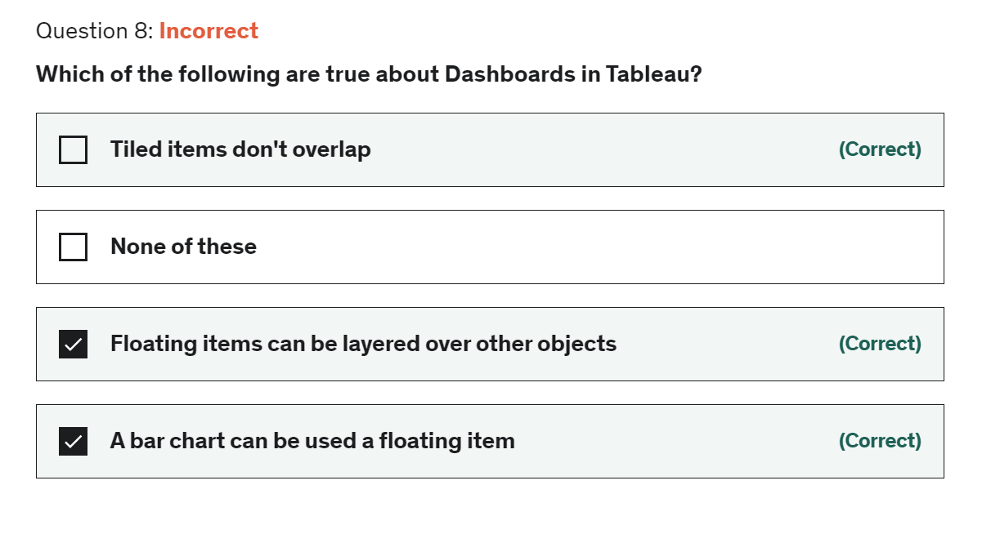 Question 8: Incorrect
Which of the following are true about Dashboards in Tableau?
Tiled items don't overlap (Correct)
None of these
Floating items can be layered over other objects (Correct)
A bar chart can be used a floating item (Correct)